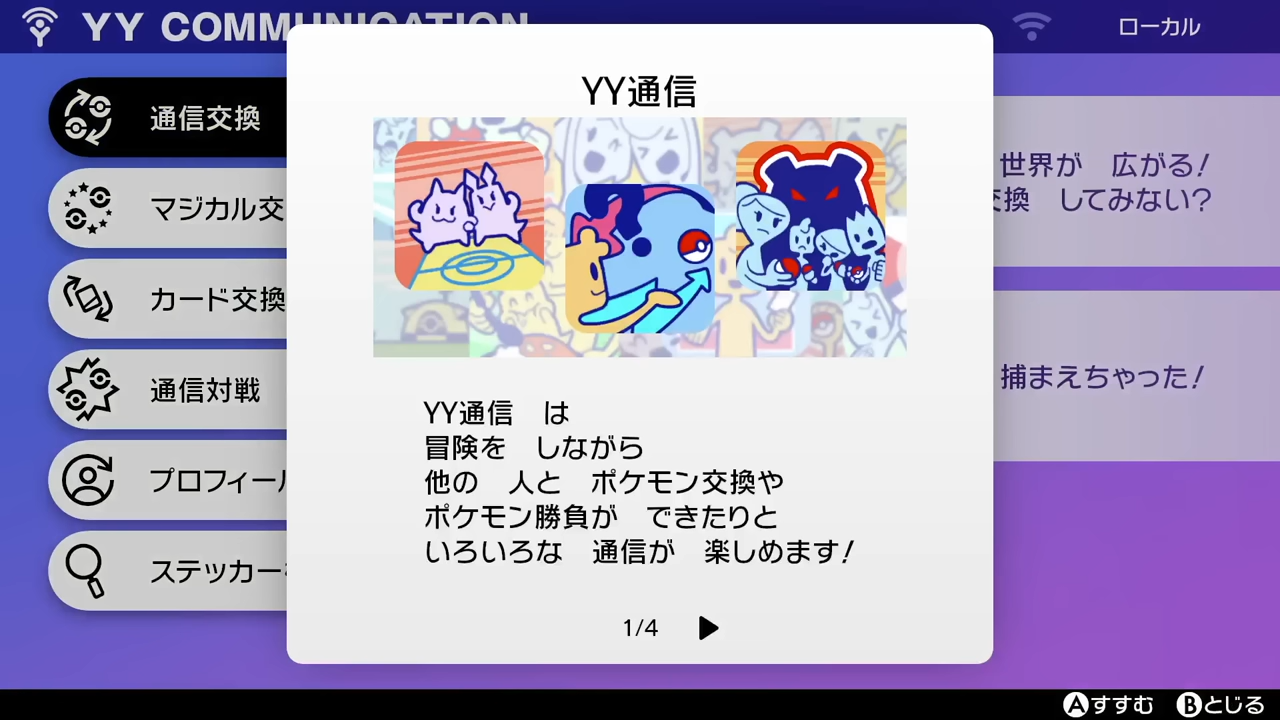 YY COMMUNICATION
ローカル
通信交換
マジカル交
カード交換
通信対戦
プロフィール
ステッカー
YY通信
YY通信　は
冒険を　しながら
他の　人と　ポケモン交換や
ポケモン勝負が　できたりと
いろいろな　通信が　楽しめます!
1/4
世界が　広がる!
交換　してみない?
捕まえちゃった!
Aすすむ
Bとじる